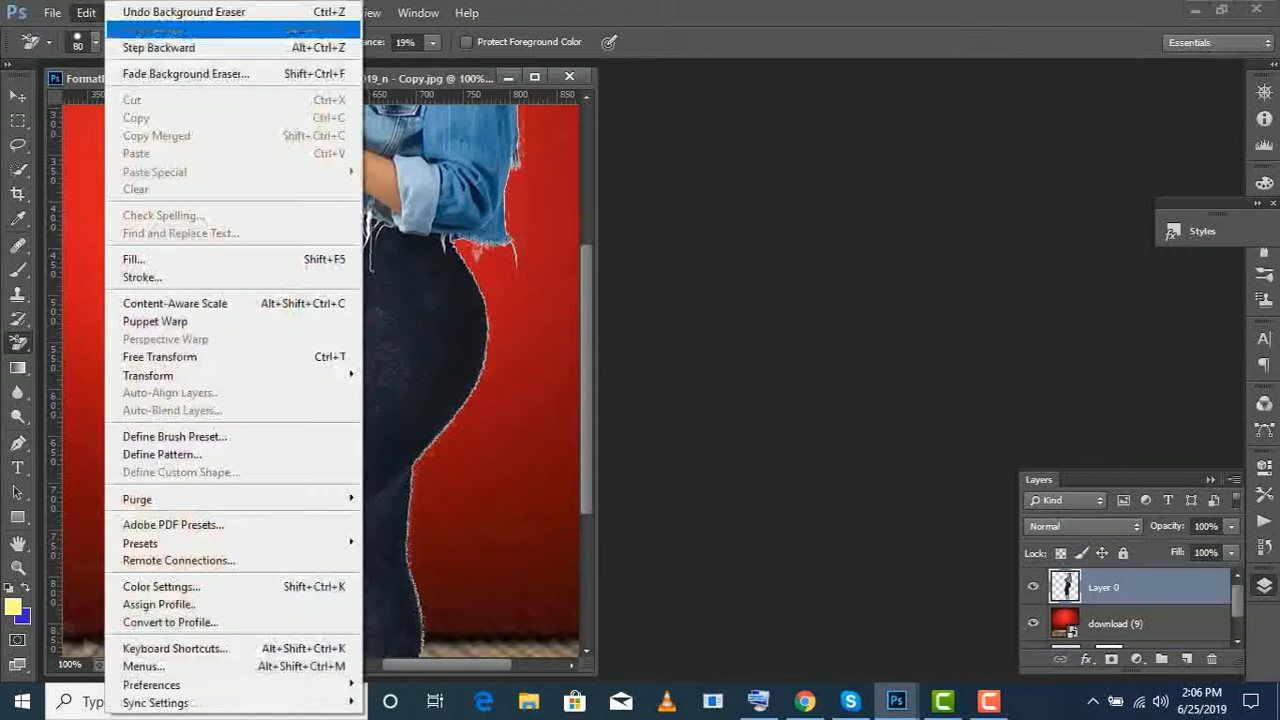 Ps File Edit iew Window Help
Undo Background Eraser Ctrl+Z
80 ance: 19% Protect Foreground Color Essentials
Step Backward Alt+Ctrl+Z
Fade Background Eraser... Shift+Ctrl+F
Ps Format 019_n - Copy.jpg @ 100%...
350 650 700 750 800 850
Cut Ctrl+X
Copy Ctrl+C
Copy Merged Shift+Ctrl+C
Paste Ctrl+V
Paste Special
Clear
Check Spelling...
Find and Replace Text...
Styles
Fill... Shift+F5
Stroke...
Content-Aware Scale Alt+Shift+Ctrl+C
Puppet Warp
Perspective Warp
Free Transform Ctrl+T
Transform
Auto-Align Layers...
Auto-Blend Layers...
Define Brush Preset...
Define Pattern...
Define Custom Shape...
Purge
Adobe PDF Presets...
Presets
Remote Connections...
Color Settings... Shift+Ctrl+K
Assign Profile...
Convert to Profile...
Keyboard Shortcuts... Alt+Shift+Ctrl+K
Menus... Alt+Shift+Ctrl+M
Preferences
Sync Settings
Layers
Kind
Normal Opacity: 100%
Lock: Fill: 100%
Layer 0
download (9)
100%
Typ
2:06 PM
6/25/2019